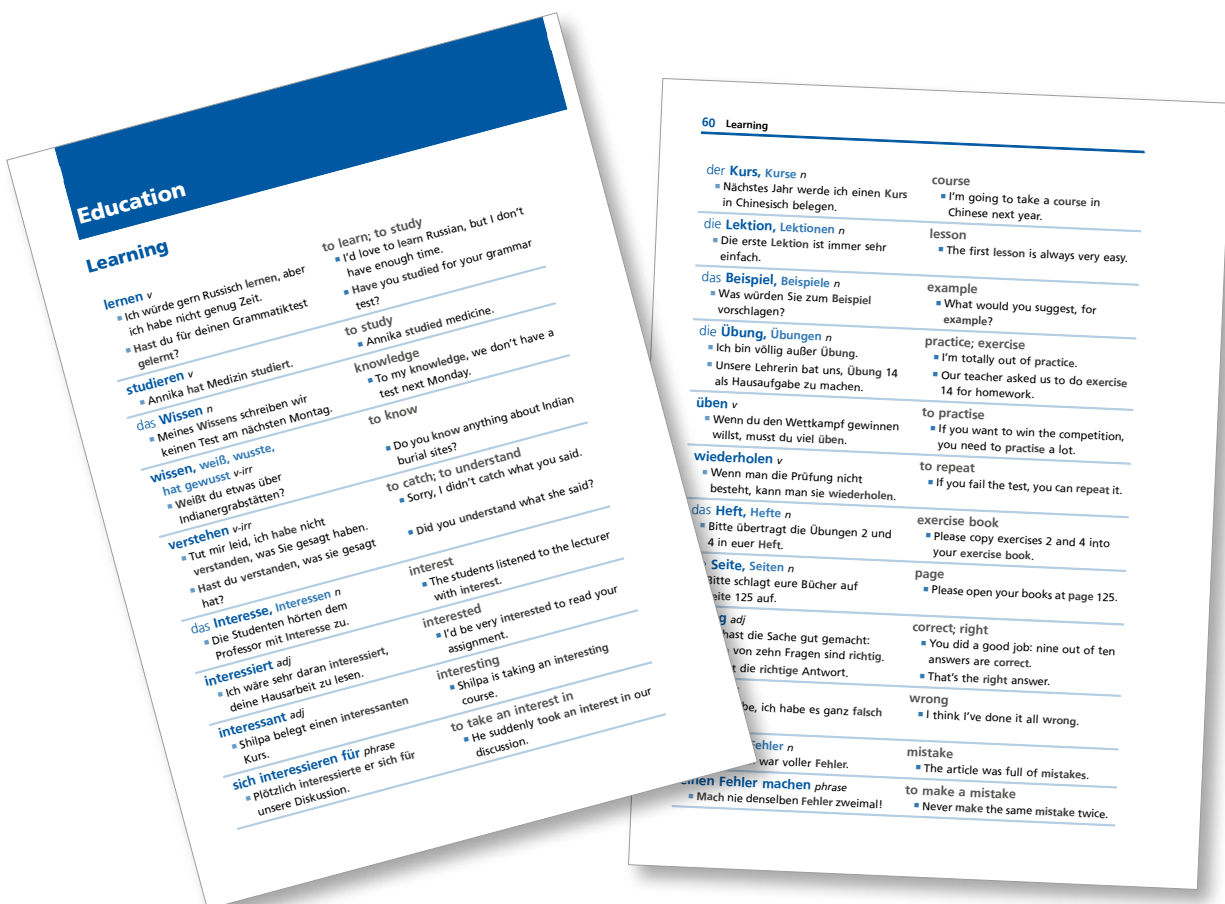 Education
Learning
lernen v
▪ Ich würde gern Russisch lernen, aber
ich habe nicht genug Zeit.
▪ Hast du für deinen Grammatiktest
gelernt?
to learn; to study
▪ I'd love to learn Russian, but I don't
have enough time.
▪ Have you studied for your grammar
test?
studieren v
▪ Annika hat Medizin studiert.
to study
▪ Annika studied medicine.
das Wissen n
▪ Meines Wissens schreiben wir
keinen Test am nächsten Montag.
knowledge
▪ To my knowledge, we don't have a
test next Monday.
wissen, weiß, wusste,
hat gewusst v-irr
▪ Weißt du etwas über
Indianergrabstätten?
to know
▪ Do you know anything about Indian
burial sites?
verstehen v-irr
▪ Tut mir leid, ich habe nicht
verstanden, was Sie gesagt haben.
▪ Hast du verstanden, was sie gesagt
hat?
to catch; to understand
▪ Sorry, I didn't catch what you said.
▪ Did you understand what she said?
das Interesse, Interessen n
▪ Die Studenten hörten dem
Professor mit Interesse zu.
interest
▪ The students listened to the lecturer
with interest.
interessiert adj
▪ Ich wäre sehr daran interessiert,
deine Hausarbeit zu lesen.
interested
▪ I'd be very interested to read your
assignment.
interessant adj
▪ Shilpa belegt einen interessanten
Kurs.
interesting
▪ Shilpa is taking an interesting
course.
sich interessieren für phrase
▪ Plötzlich interessierte er sich für
unsere Diskussion.
to take an interest in
▪ He suddenly took an interest in our
discussion.
60 Learning
der Kurs, Kurse n
▪ Nächstes Jahr werde ich einen Kurs
in Chinesisch belegen.
course
▪ I'm going to take a course in
Chinese next year.
die Lektion, Lektionen n
▪ Die erste Lektion ist immer sehr
einfach.
lesson
▪ The first lesson is always very easy.
das Beispiel, Beispiele n
▪ Was würden Sie zum Beispiel
vorschlagen?
example
▪ What would you suggest, for
example?
die Übung, Übungen n
▪ Ich bin völlig außer Übung.
▪ Unsere Lehrerin bat uns, Übung 14
als Hausaufgabe zu machen.
practice; exercise
▪ I'm totally out of practice.
▪ Our teacher asked us to do exercise
14 for homework.
üben v
▪ Wenn du den Wettkampf gewinnen
willst, musst du viel üben.
to practise
▪ If you want to win the competition,
you need to practise a lot.
wiederholen v
▪ Wenn man die Prüfung nicht
besteht, kann man sie wiederholen.
to repeat
▪ If you fail the test, you can repeat it.
das Heft, Hefte n
▪ Bitte übertragt die Übungen 2 und
4 in euer Heft.
exercise book
▪ Please copy exercises 2 and 4 into
your exercise book.
Seite, Seiten n
Bitte schlagt eure Bücher auf
125 auf.
page
▪ Please open your books at page 125.
adj
hast die Sache gut gemacht:
von zehn Fragen sind richtig.
die richtige Antwort.
correct; right
▪ You did a good job: nine out of ten
answers are correct.
▪ That's the right answer.
ich habe es ganz falsch
wrong
▪ I think I've done it all wrong.
Fehler n
war voller Fehler.
mistake
▪ The article was full of mistakes.
einen Fehler machen phrase
▪ Mach nie denselben Fehler zweimal!
to make a mistake
▪ Never make the same mistake twice.